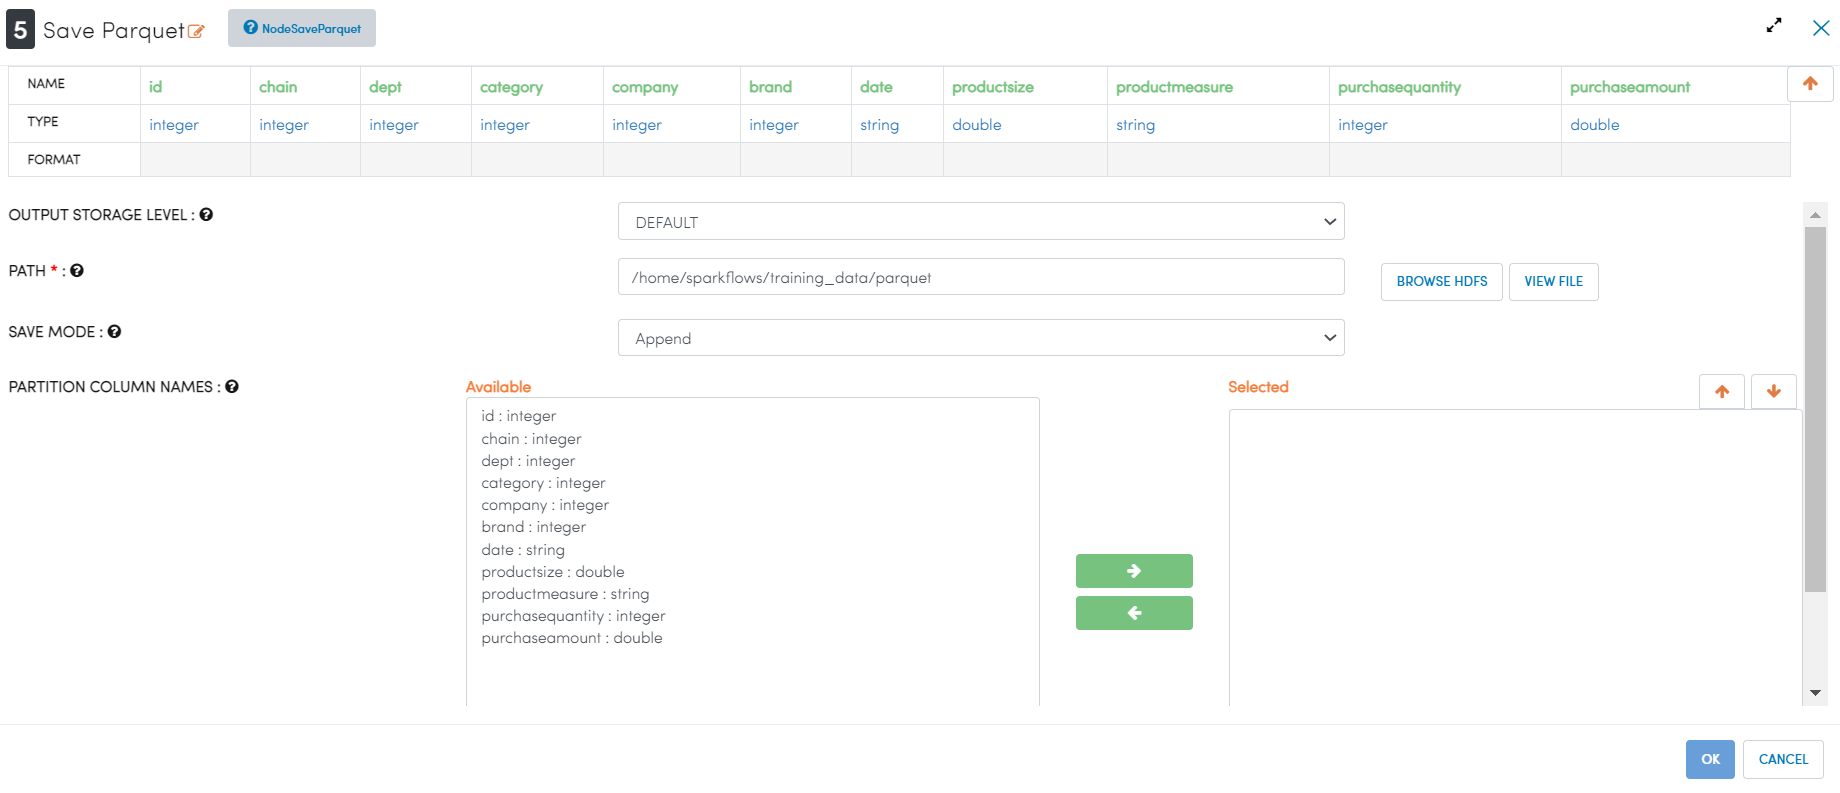 5 Save Parquet NodeSaveParquet
NAME id chain dept category company brand date productsize productmeasure purchasequantity purchaseamount
TYPE integer integer integer integer integer integer string double string integer double
FORMAT
OUTPUT STORAGE LEVEL : DEFAULT
PATH * : /home/sparkflows/training_data/parquet BROWSE HDFS VIEW FILE
SAVE MODE : Append
PARTITION COLUMN NAMES : Available Selected
id : integer
chain : integer
dept : integer
category : integer
company : integer
brand : integer
date : string
productsize : double
productmeasure : string
purchasequantity : integer
purchaseamount : double
OK CANCEL